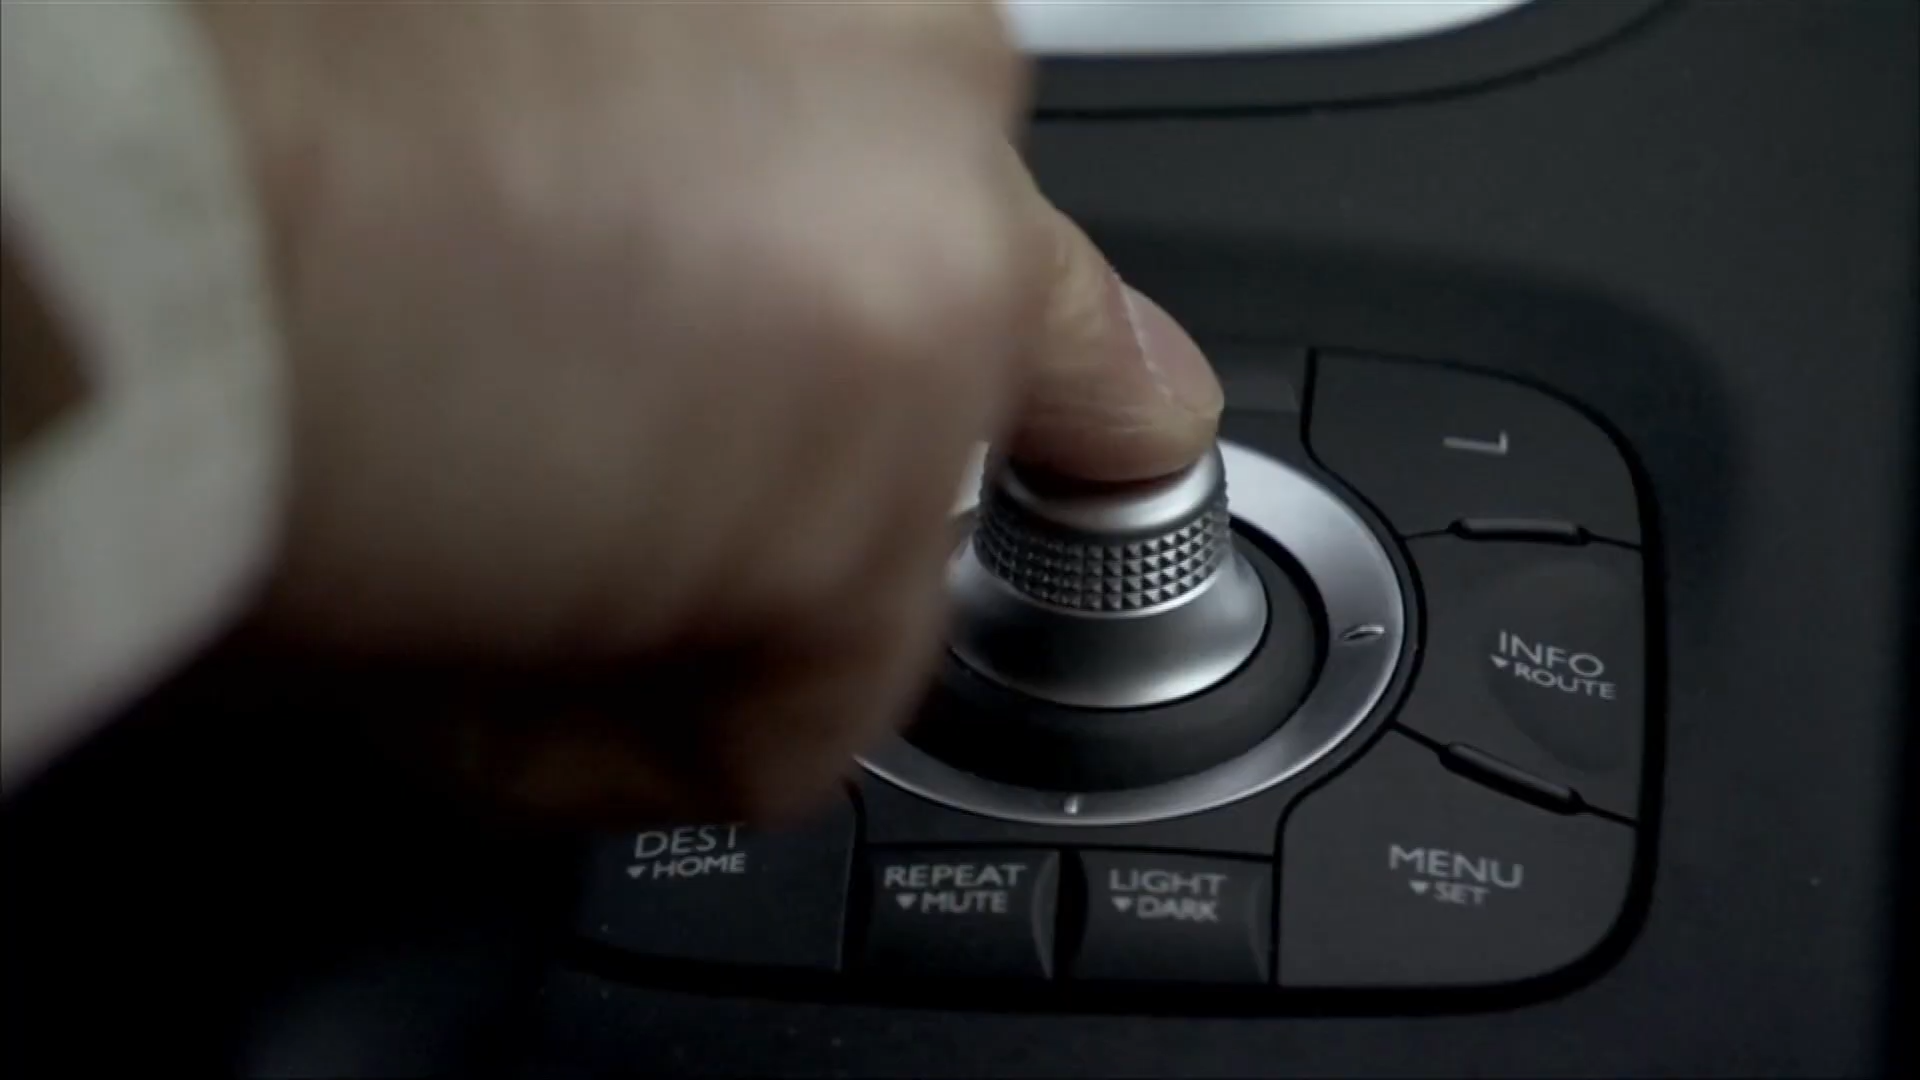 INFO
▼ROUTE
DEST
▼HOME
REPEAT
▼MUTE
LIGHT
▼DARK
MENU
▼SET